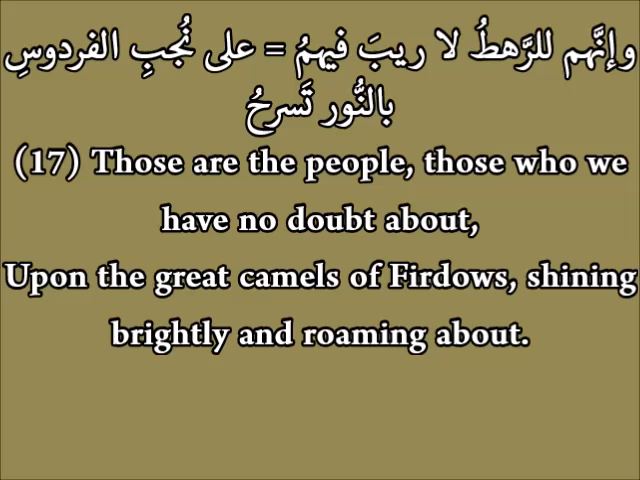 وإنَّهم للرَّهطُ لا ريبَ فيهمُ = على نُجبِ الفردوسِ
بالنُّور تَسرحُ
(17) Those are the people, those who we
have no doubt about,
Upon the great camels of Firdows, shining
brightly and roaming about.